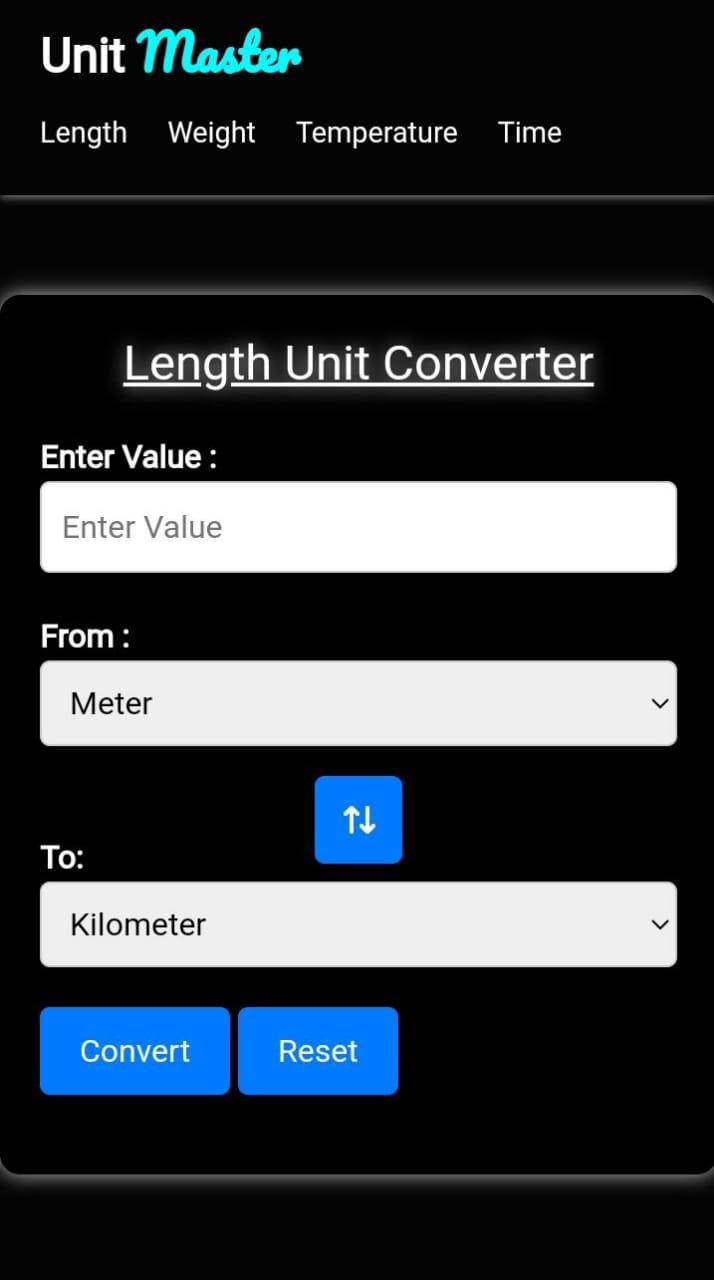 Unit Master
Length Weight Temperature Time
Length Unit Converter
Enter Value :
Enter Value
From :
Meter
To:
Kilometer
Convert Reset